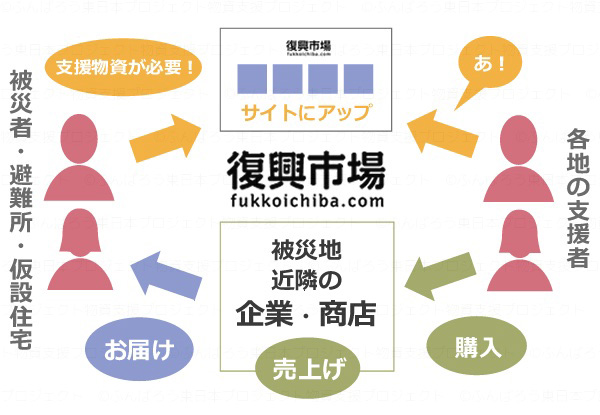 支援物資が必要！
復興市場
fukkoichiba.com
サイトにアップ
あ！
被災者・避難所・仮設住宅
復興市場
fukkoichiba.com
各地の支援者
被災地
近隣の
企業・商店
お届け
売上げ
購入